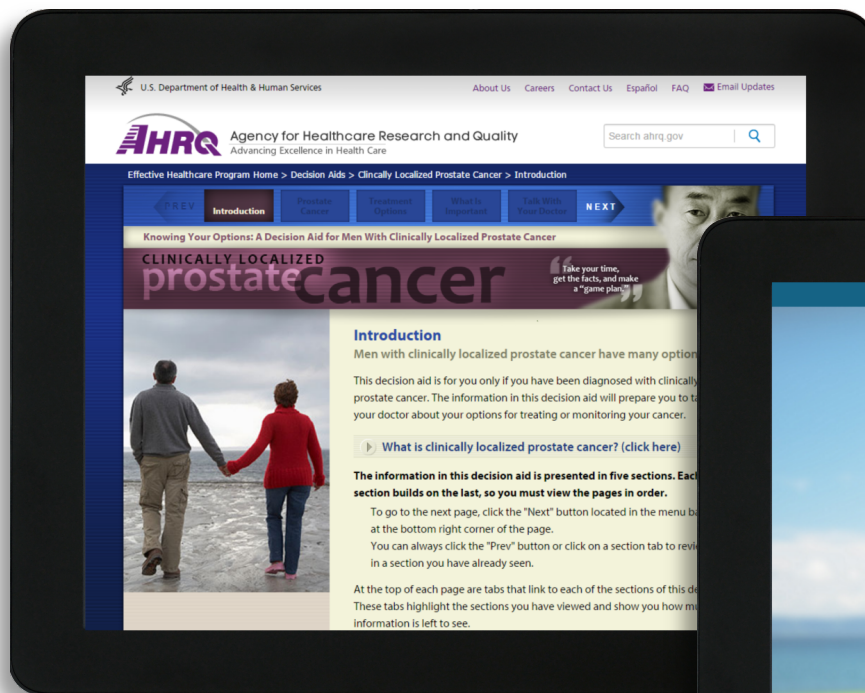 U.S. Department of Health & Human Services
About Us Careers Contact Us Español FAQ Email Updates
AHRQ
Agency for Healthcare Research and Quality
Advancing Excellence in Health Care
Search ahrq.gov
Effective Healthcare Program Home > Decision Aids > Clincally Localized Prostate Cancer > Introduction
PREV
Introduction
Prostate
Cancer
Treatment
Options
What Is
Important
Talk With
Your Doctor
NEXT
Knowing Your Options: A Decision Aid for Men With Clinically Localized Prostate Cancer
CLINICALLY LOCALIZED
prostate cancer
“Take your time,
get the facts, and make
a “game plan.””
Introduction
Men with clinically localized prostate cancer have many option
This decision aid is for you only if you have been diagnosed with clinically
prostate cancer. The information in this decision aid will prepare you to ta
your doctor about your options for treating or monitoring your cancer.
What is clinically localized prostate cancer? (click here)
The information in this decision aid is presented in five sections. Eac
section builds on the last, so you must view the pages in order.
To go to the next page, click the "Next" button located in the menu ba
at the bottom right corner of the page.
You can always click the "Prev" button or click on a section tab to revi
in a section you have already seen.
At the top of each page are tabs that link to each of the sections of this de
These tabs highlight the sections you have viewed and show you how mu
information is left to see.